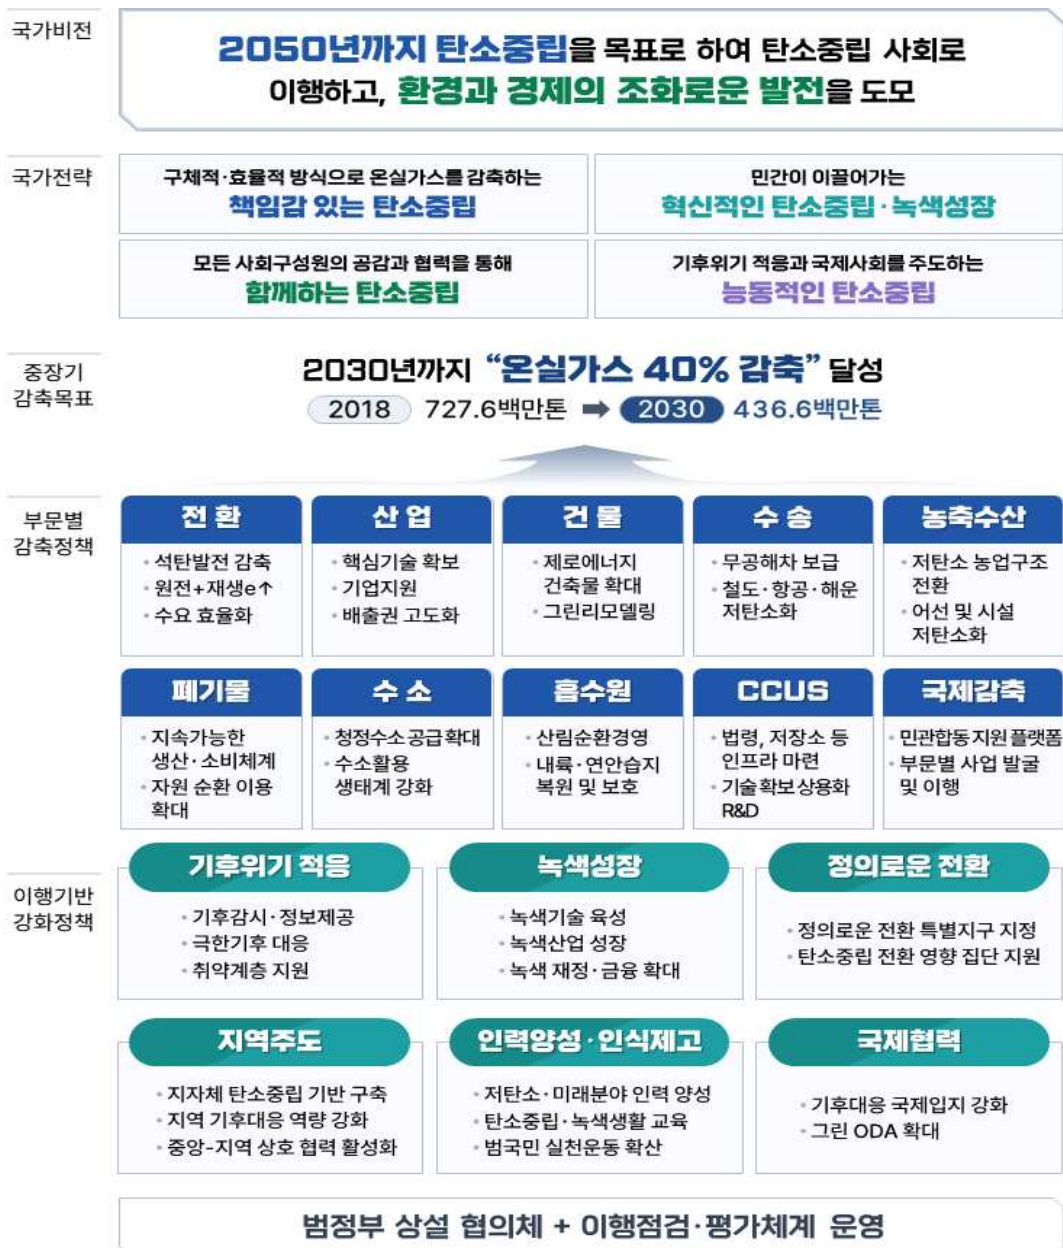 국가비전
2050년까지 탄소중립을 목표로 하여 탄소중립 사회로
이행하고, 환경과 경제의 조화로운 발전을 도모
국가전략
구체적·효율적 방식으로 온실가스를 감축하는
책임감 있는 탄소중립
민간이 이끌어가는
혁신적인 탄소중립·녹색성장
모든 사회구성원의 공감과 협력을 통해
함께하는 탄소중립
기후위기 적응과 국제사회를 주도하는
능동적인 탄소중립
중장기
감축목표
2030년까지 “온실가스 40% 감축” 달성
2018 727.6백만톤 ➡ 2030 436.6백만톤
부문별
감축정책
전 환
· 석탄발전 감축
· 원전+재생e↑
· 수요 효율화
산 업
· 핵심기술 확보
· 기업지원
· 배출권 고도화
건 물
· 제로에너지
건축물 확대
· 그린리모델링
수 송
· 무공해차 보급
· 철도·항공·해운
저탄소화
농축수산
· 저탄소 농업구조
전환
· 어선 및 시설
저탄소화
폐기물
· 지속가능한
생산·소비체계
· 자원 순환 이용
확대
수 소
· 청정수소 공급 확대
· 수소활용
생태계 강화
흡수원
· 산림순환경영
· 내륙·연안습지
복원 및 보호
CCUS
· 법령, 저장소 등
인프라 마련
· 기술 확보 상용화
R&D
국제감축
· 민관합동 지원 플랫폼
· 부문별 사업 발굴
및 이행
이행기반
강화정책
기후위기 적응
· 기후감시·정보제공
· 극한기후 대응
· 취약계층 지원
녹색성장
· 녹색기술 육성
· 녹색산업 성장
· 녹색 재정·금융 확대
정의로운 전환
· 정의로운 전환 특별지구 지정
· 탄소중립 전환 영향 집단 지원
지역주도
· 지자체 탄소중립 기반 구축
· 지역 기후대응 역량 강화
· 중앙-지역 상호 협력 활성화
인력양성·인식제고
· 저탄소·미래분야 인력 양성
· 탄소중립·녹색생활 교육
· 범국민 실천운동 확산
국제협력
· 기후대응 국제입지 강화
· 그린 ODA 확대
범정부 상설 협의체 + 이행점검·평가체계 운영